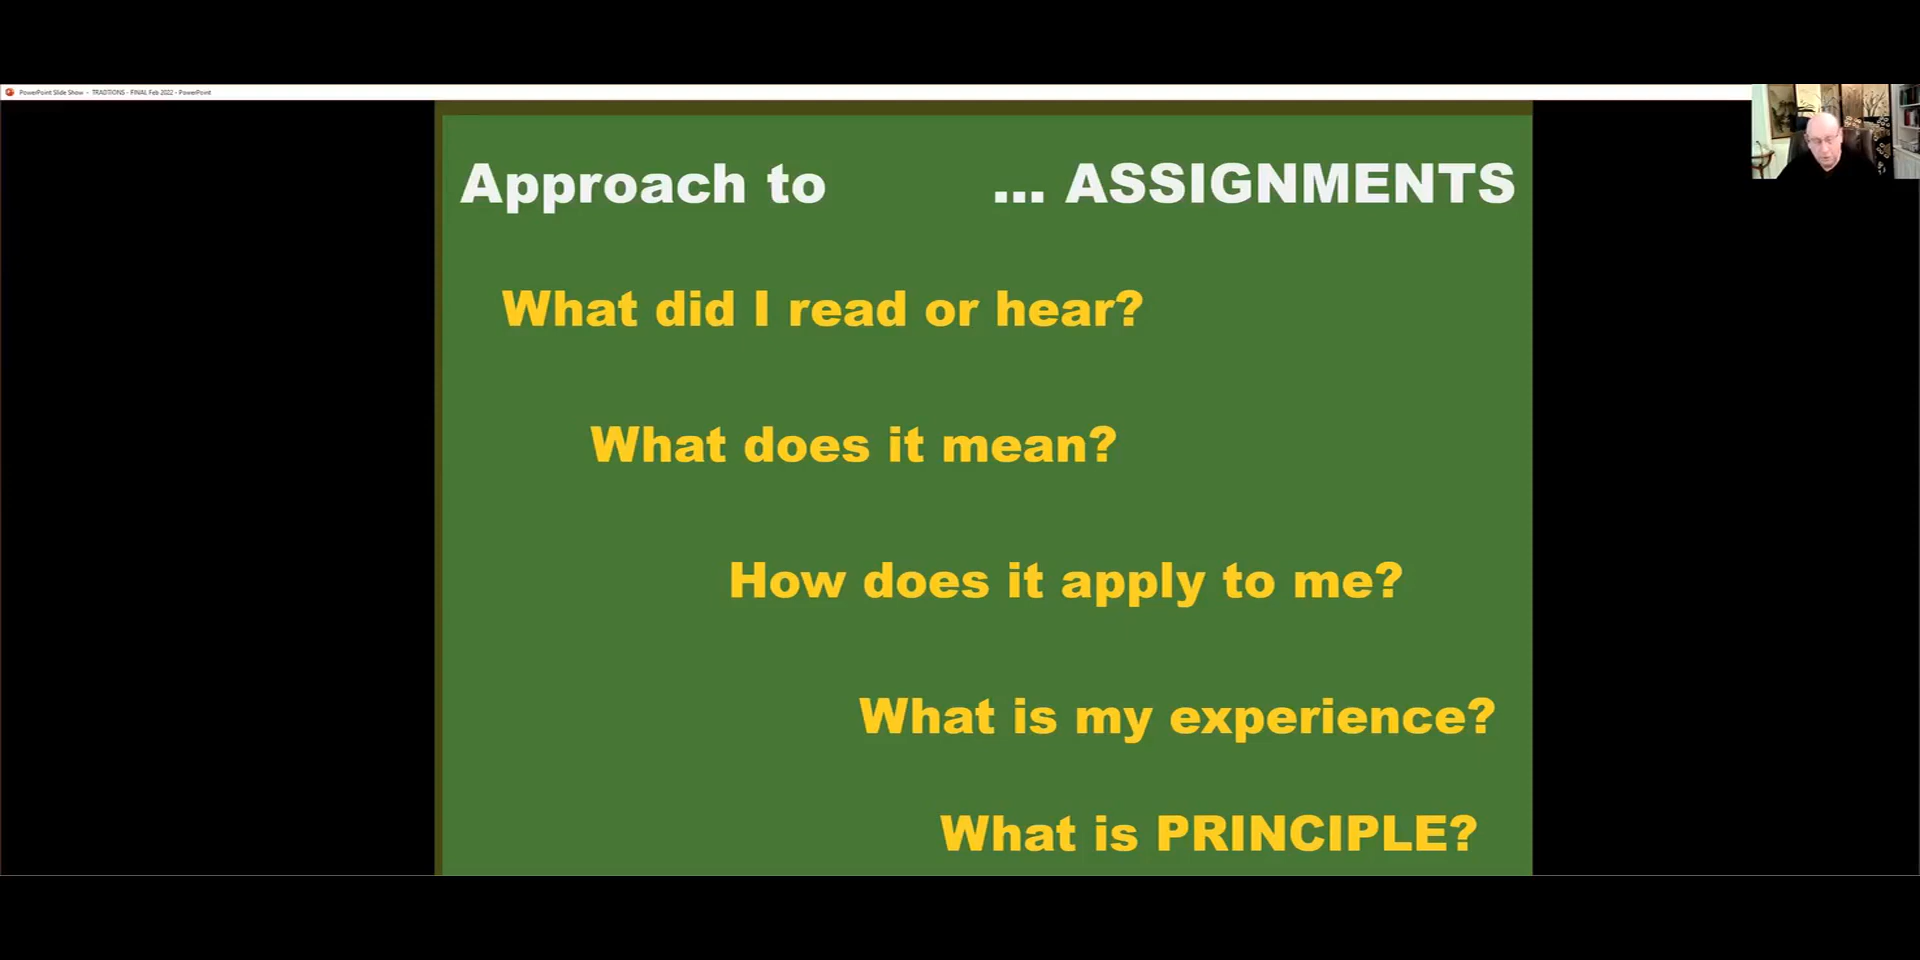 PowerPoint Slide Show - TRADTIONS - FINAL Feb 2022 - PowerPoint
Approach to ... ASSIGNMENTS
What did I read or hear?
What does it mean?
How does it apply to me?
What is my experience?
What is PRINCIPLE?